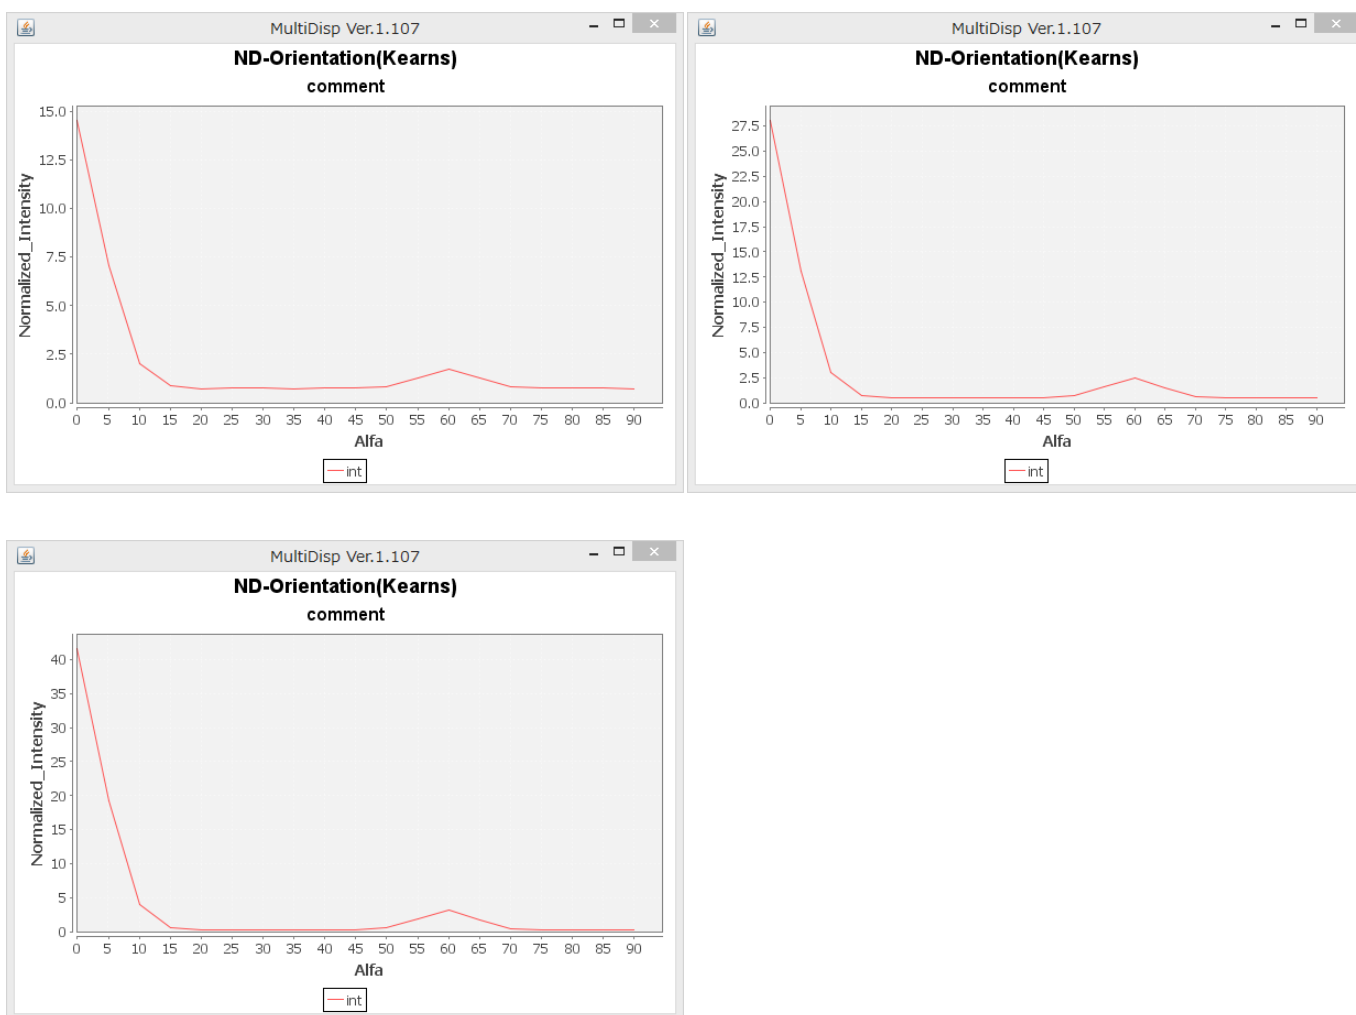 MultiDisp Ver.1.107
ND-Orientation(Kearns)
comment
Normalized_Intensity
15.0
12.5
10.0
7.5
5.0
2.5
0.0
0 5 10 15 20 25 30 35 40 45 50 55 60 65 70 75 80 85 90
Alfa
int
MultiDisp Ver.1.107
ND-Orientation(Kearns)
comment
Normalized_Intensity
27.5
25.0
22.5
20.0
17.5
15.0
12.5
10.0
7.5
5.0
2.5
0.0
0 5 10 15 20 25 30 35 40 45 50 55 60 65 70 75 80 85 90
Alfa
int
MultiDisp Ver.1.107
ND-Orientation(Kearns)
comment
Normalized_Intensity
40
35
30
25
20
15
10
5
0
0 5 10 15 20 25 30 35 40 45 50 55 60 65 70 75 80 85 90
Alfa
int